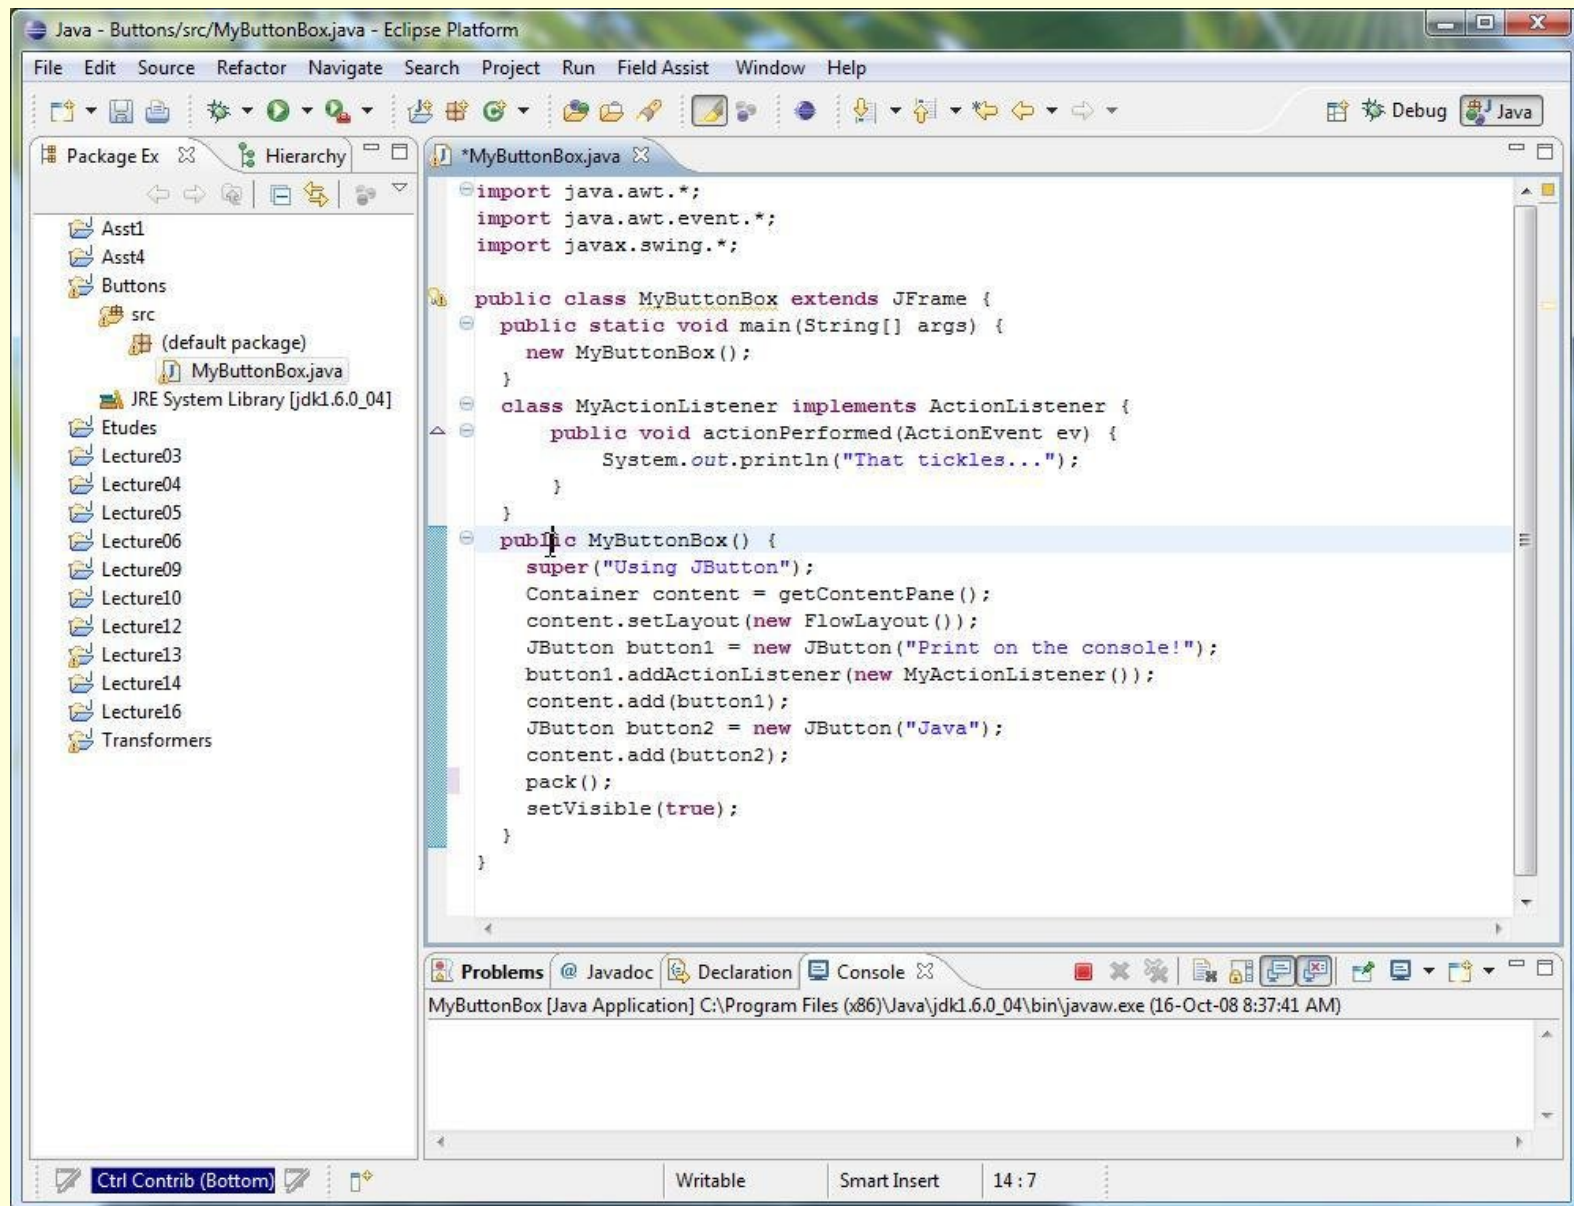 Java - Buttons/src/MyButtonBox.java - Eclipse Platform
File Edit Source Refactor Navigate Search Project Run Field Assist Window Help
Debug Java
Package Ex Hierarchy
*MyButtonBox.java
Asst1
Asst4
Buttons
src
(default package)
MyButtonBox.java
JRE System Library [jdk1.6.0_04]
Etudes
Lecture03
Lecture04
Lecture05
Lecture06
Lecture09
Lecture10
Lecture12
Lecture13
Lecture14
Lecture16
Transformers
import java.awt.*;
import java.awt.event.*;
import javax.swing.*;
public class MyButtonBox extends JFrame {
public static void main(String[] args) {
new MyButtonBox();
}
class MyActionListener implements ActionListener {
public void actionPerformed(ActionEvent ev) {
System.out.println("That tickles...");
}
}
public MyButtonBox() {
super("Using JButton");
Container content = getContentPane();
content.setLayout(new FlowLayout());
JButton button1 = new JButton("Print on the console!");
button1.addActionListener(new MyActionListener());
content.add(button1);
JButton button2 = new JButton("Java");
content.add(button2);
pack();
setVisible(true);
}
}
Problems @ Javadoc Declaration Console
MyButtonBox [Java Application] C:\Program Files (x86)\Java\jdk1.6.0_04\bin\javaw.exe (16-Oct-08 8:37:41 AM)
Ctrl Contrib (Bottom) Writable Smart Insert 14 : 7